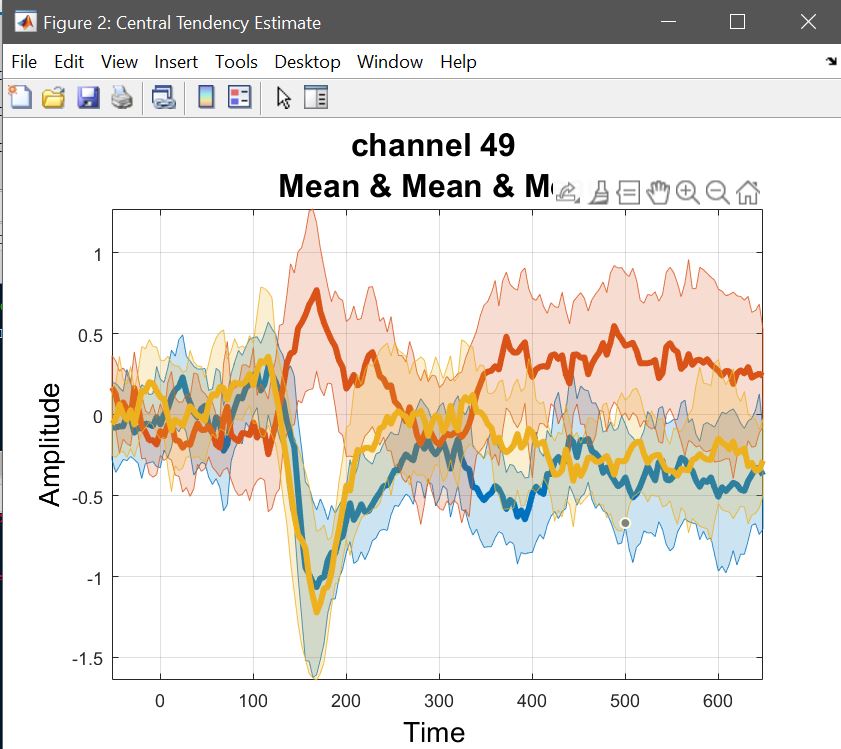 Figure 2: Central Tendency Estimate
File Edit View Insert Tools Desktop Window Help
channel 49
Mean & Mean &
1
0.5
0
-0.5
-1
-1.5
Amplitude
0 100 200 300 400 500 600
Time